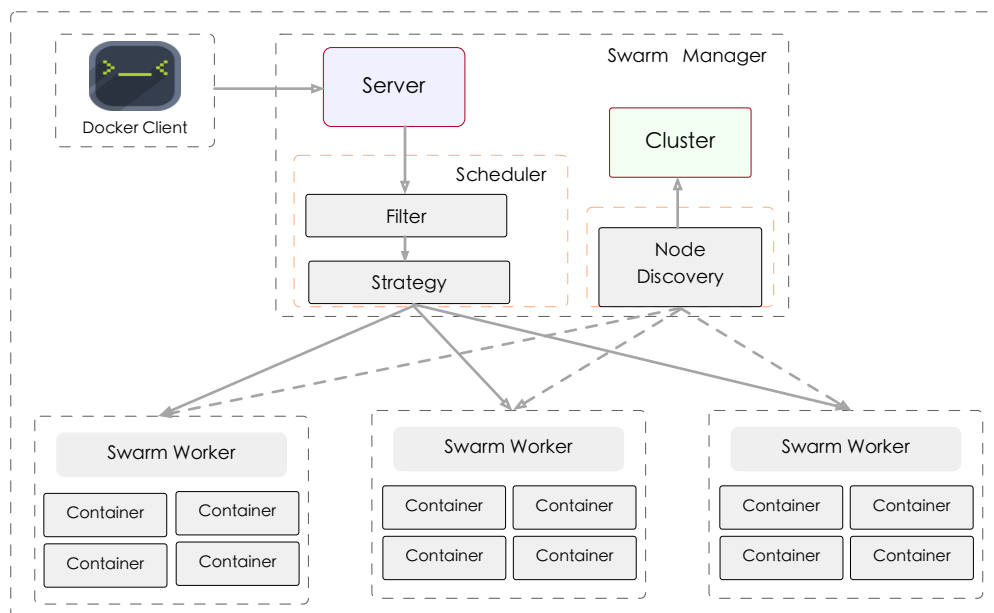 >_<
Docker Client
Server
Swarm Manager
Cluster
Scheduler
Filter
Strategy
Node
Discovery
Swarm Worker
Container
Container
Container
Container
Swarm Worker
Container
Container
Container
Container
Swarm Worker
Container
Container
Container
Container